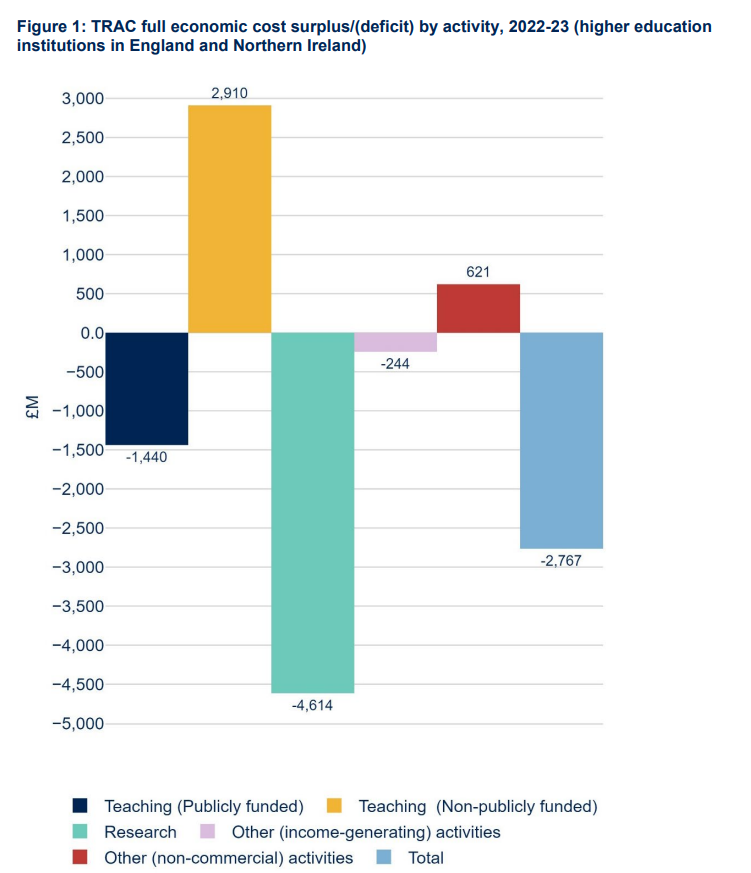 Figure 1: TRAC full economic cost surplus/(deficit) by activity, 2022-23 (higher education
institutions in England and Northern Ireland)
3,000
2,500
2,000
1,500
1,000
500
0.0
−500
−1,000
−1,500
−2,000
−2,500
−3,000
−3,500
−4,000
−4,500
−5,000
£M
-1,440
2,910
-4,614
-244
621
-2,767
Teaching (Publicly funded)
Teaching (Non-publicly funded)
Research
Other (income-generating) activities
Other (non-commercial) activities
Total